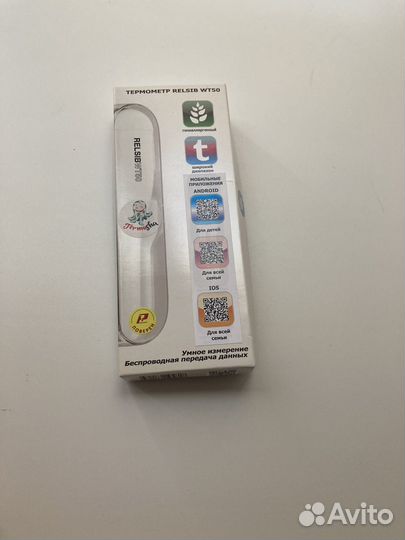 ТЕРМОМЕТР RELSIB WT50
гипоаллергенный
RELSIB WT50
t
широкий
диапазон
МОБИЛЬНЫЕ
ПРИЛОЖЕНИЯ
ANDROID
Для детей
Для всей
семьи
IOS
Для всей
семьи
ПОВЕРЕН
Умное измерение
Беспроводная передача данных
Avito